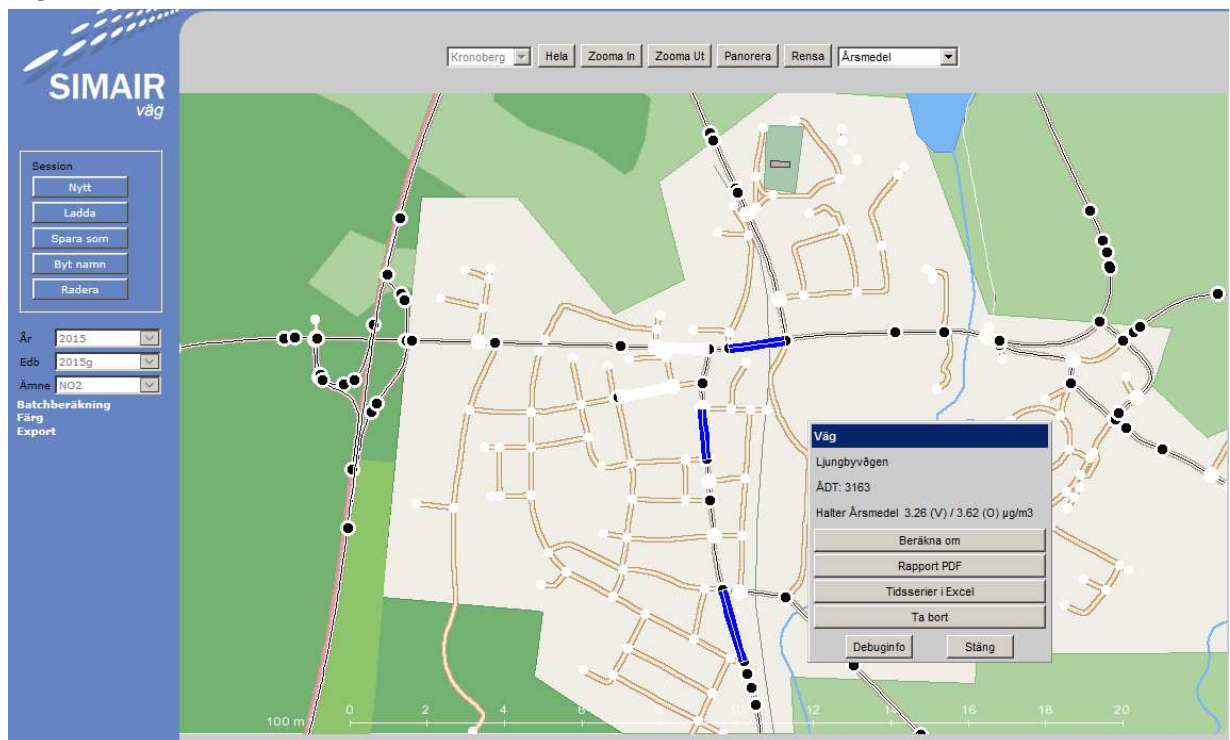 SIMAIR
väg
Kronoberg Hela Zooma In Zooma Ut Panorera Rensa Årsmedel
Session
Nytt
Ladda
Spara som
Byt namn
Radera
År 2015
Edb 2015g
Ämne NO2
Batchberäkning
Färg
Export
Väg
Ljungbyvägen
ÅDT: 3163
Halter Årsmedel 3.26 (V) / 3.62 (O) µg/m3
Beräkna om
Rapport PDF
Tidsserier i Excel
Ta bort
Debuginfo Stäng
100 m 0 2 4 6 8 10 12 14 16 18 20